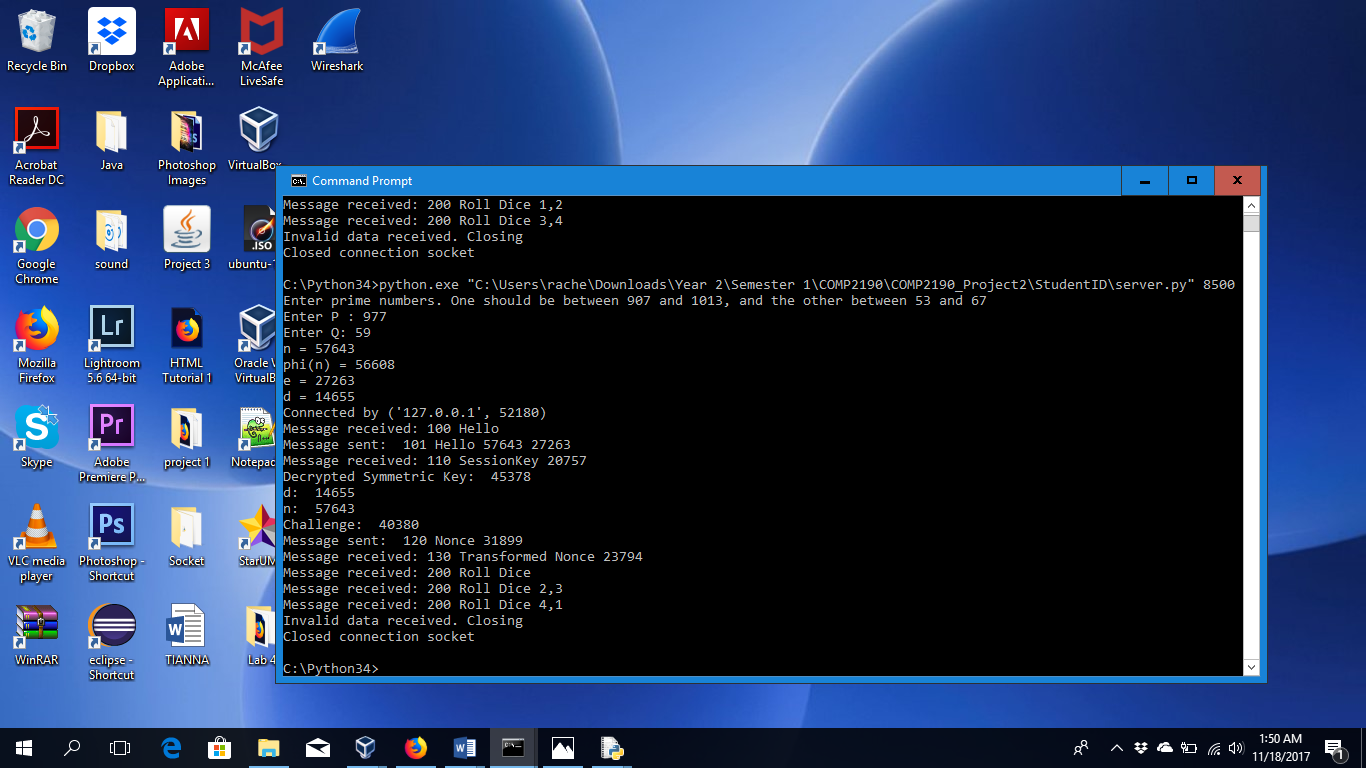 Recycle Bin
Dropbox
Adobe
Applicati...
McAfee
LiveSafe
Wireshark
Acrobat
Reader DC
Java
Photoshop
Images
VirtualBox
Google
Chrome
sound
Project 3
.ISO
ubuntu-1
Mozilla
Firefox
Lr
Lightroom
5.6 64-bit
HTML
Tutorial 1
Oracle V
VirtualB
Skype
Pr
Adobe
Premiere P...
project 1
Notepad
VLC media
player
Ps
Photoshop -
Shortcut
Socket
StarUM
WinRAR
eclipse -
Shortcut
TIANNA
Lab 4
Command Prompt
Message received: 200 Roll Dice 1,2
Message received: 200 Roll Dice 3,4
Invalid data received. Closing
Closed connection socket
C:\Python34>python.exe "C:\Users\rache\Downloads\Year 2\Semester 1\COMP2190\COMP2190_Project2\StudentID\server.py" 8500
Enter prime numbers. One should be between 907 and 1013, and the other between 53 and 67
Enter P : 977
Enter Q: 59
n = 57643
phi(n) = 56608
e = 27263
d = 14655
Connected by ('127.0.0.1', 52180)
Message received: 100 Hello
Message sent:  101 Hello 57643 27263
Message received: 110 SessionKey 20757
Decrypted Symmetric Key:  45378
d:  14655
n:  57643
Challenge:  40380
Message sent:  120 Nonce 31899
Message received: 130 Transformed Nonce 23794
Message received: 200 Roll Dice
Message received: 200 Roll Dice 2,3
Message received: 200 Roll Dice 4,1
Invalid data received. Closing
Closed connection socket
C:\Python34>
1:50 AM
11/18/2017
1